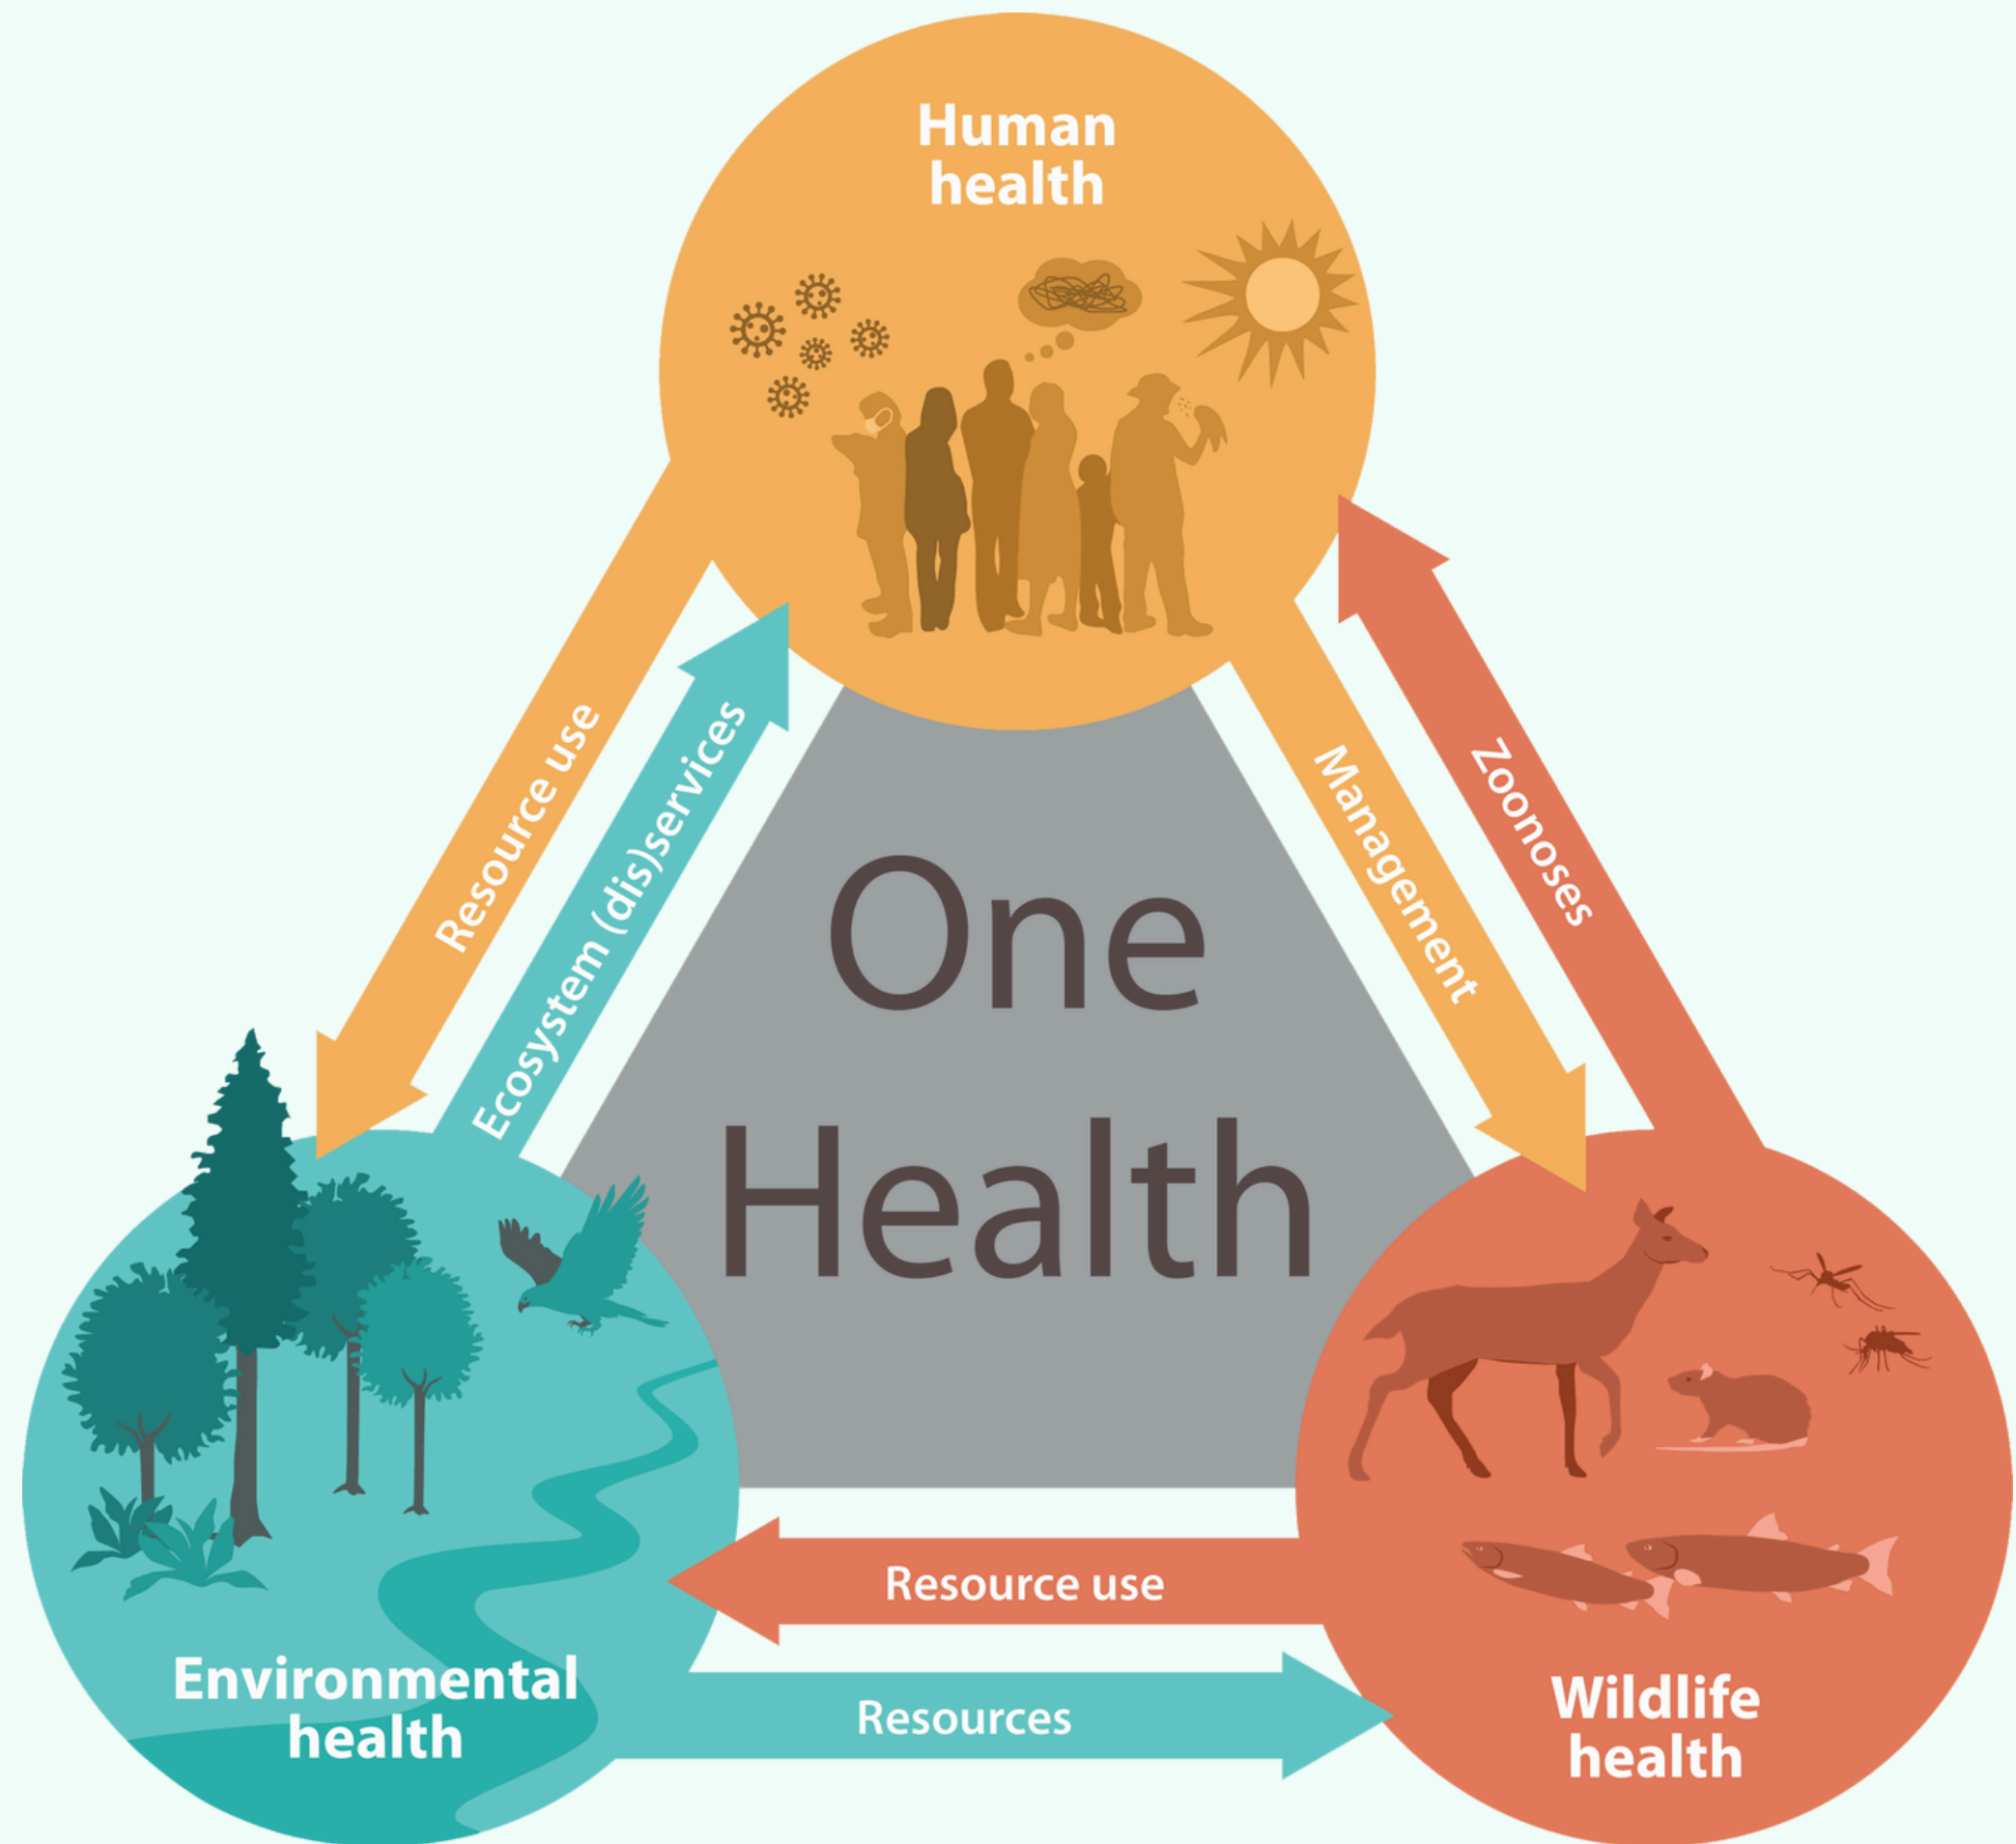 Human
health
Resource use
Ecosystem (dis)services
Management
Zoonoses
One
Health
Resource use
Resources
Environmental
health
Wildlife
health